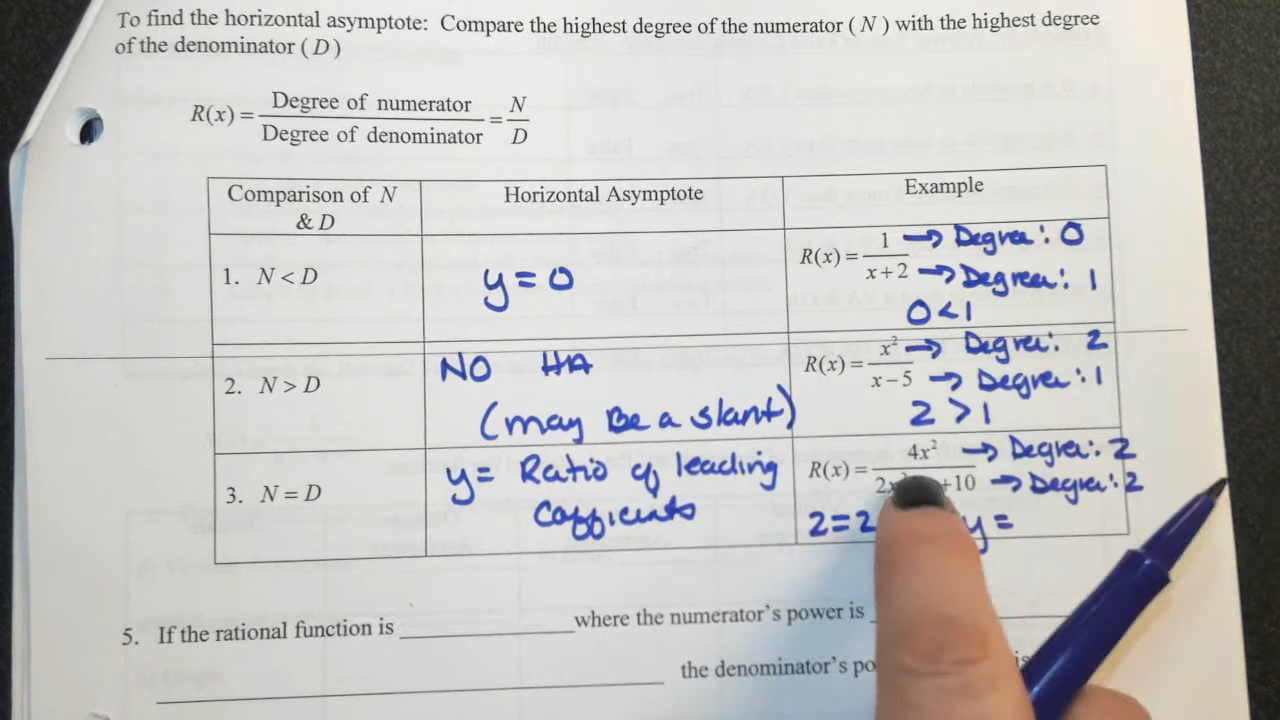 To find the horizontal asymptote: Compare the highest degree of the numerator ( N ) with the highest degree
of the denominator ( D )
R(x) = Degree of numerator / Degree of denominator = N / D
Comparison of N & D
Horizontal Asymptote
Example
1. N < D
y = 0
R(x) = 1 / x + 2
→ Degree: 0
→ Degree: 1
0 < 1
2. N > D
NO HA
(may Be a slant)
R(x) = x² / x − 5
→ Degree: 2
→ Degree: 1
2 > 1
3. N = D
y = Ratio of leading
Cofficients
R(x) = 4x² / 2x +10
→ Degree: 2
→ Degree: 2
2 = 2
y =
5. If the rational function is ____________ where the numerator's power is
____________ the denominator's